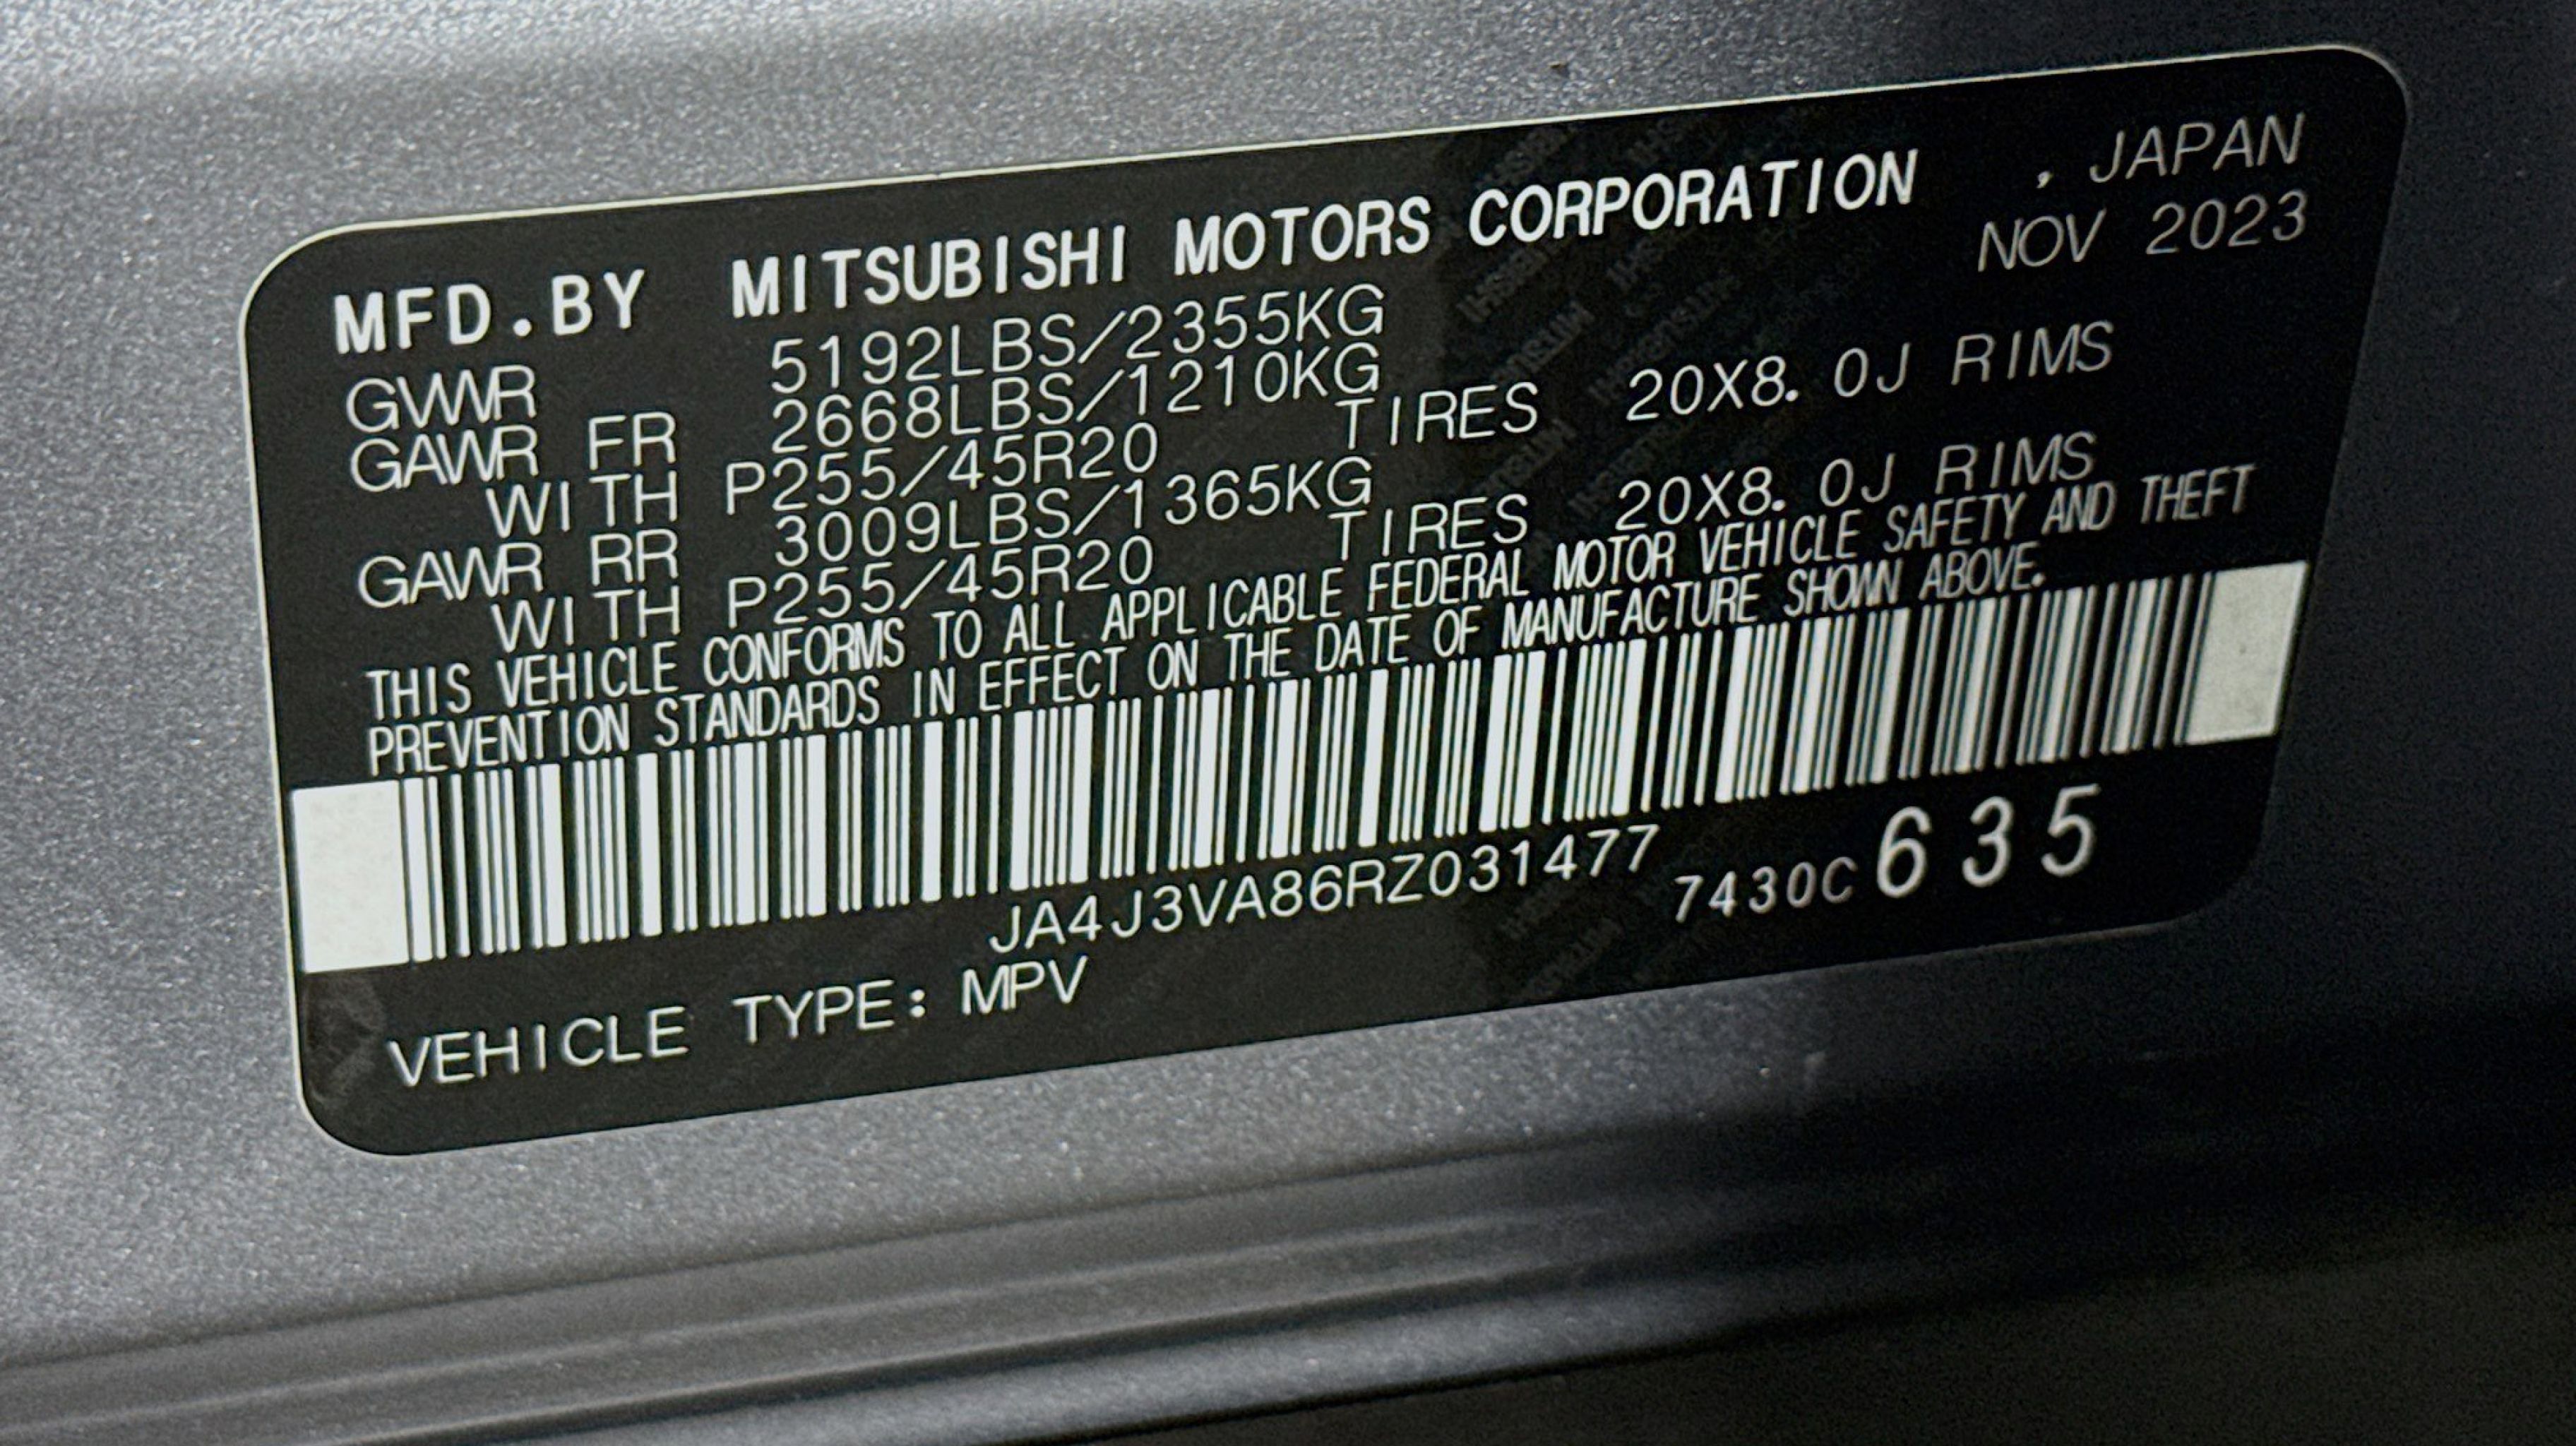 MFD.BY MITSUBISHI MOTORS CORPORATION , JAPAN
NOV 2023
GVWR 5192LBS/2355KG
GAWR FR 2668LBS/1210KG
WITH P255/45R20 TIRES 20X8.0J RIMS
GAWR RR 3009LBS/1365KG
WITH P255/45R20 TIRES 20X8.0J RIMS
THIS VEHICLE CONFORMS TO ALL APPLICABLE FEDERAL MOTOR VEHICLE SAFETY AND THEFT
PREVENTION STANDARDS IN EFFECT ON THE DATE OF MANUFACTURE SHOWN ABOVE.
JA4J3VA86RZ031477 7430C 635
VEHICLE TYPE: MPV